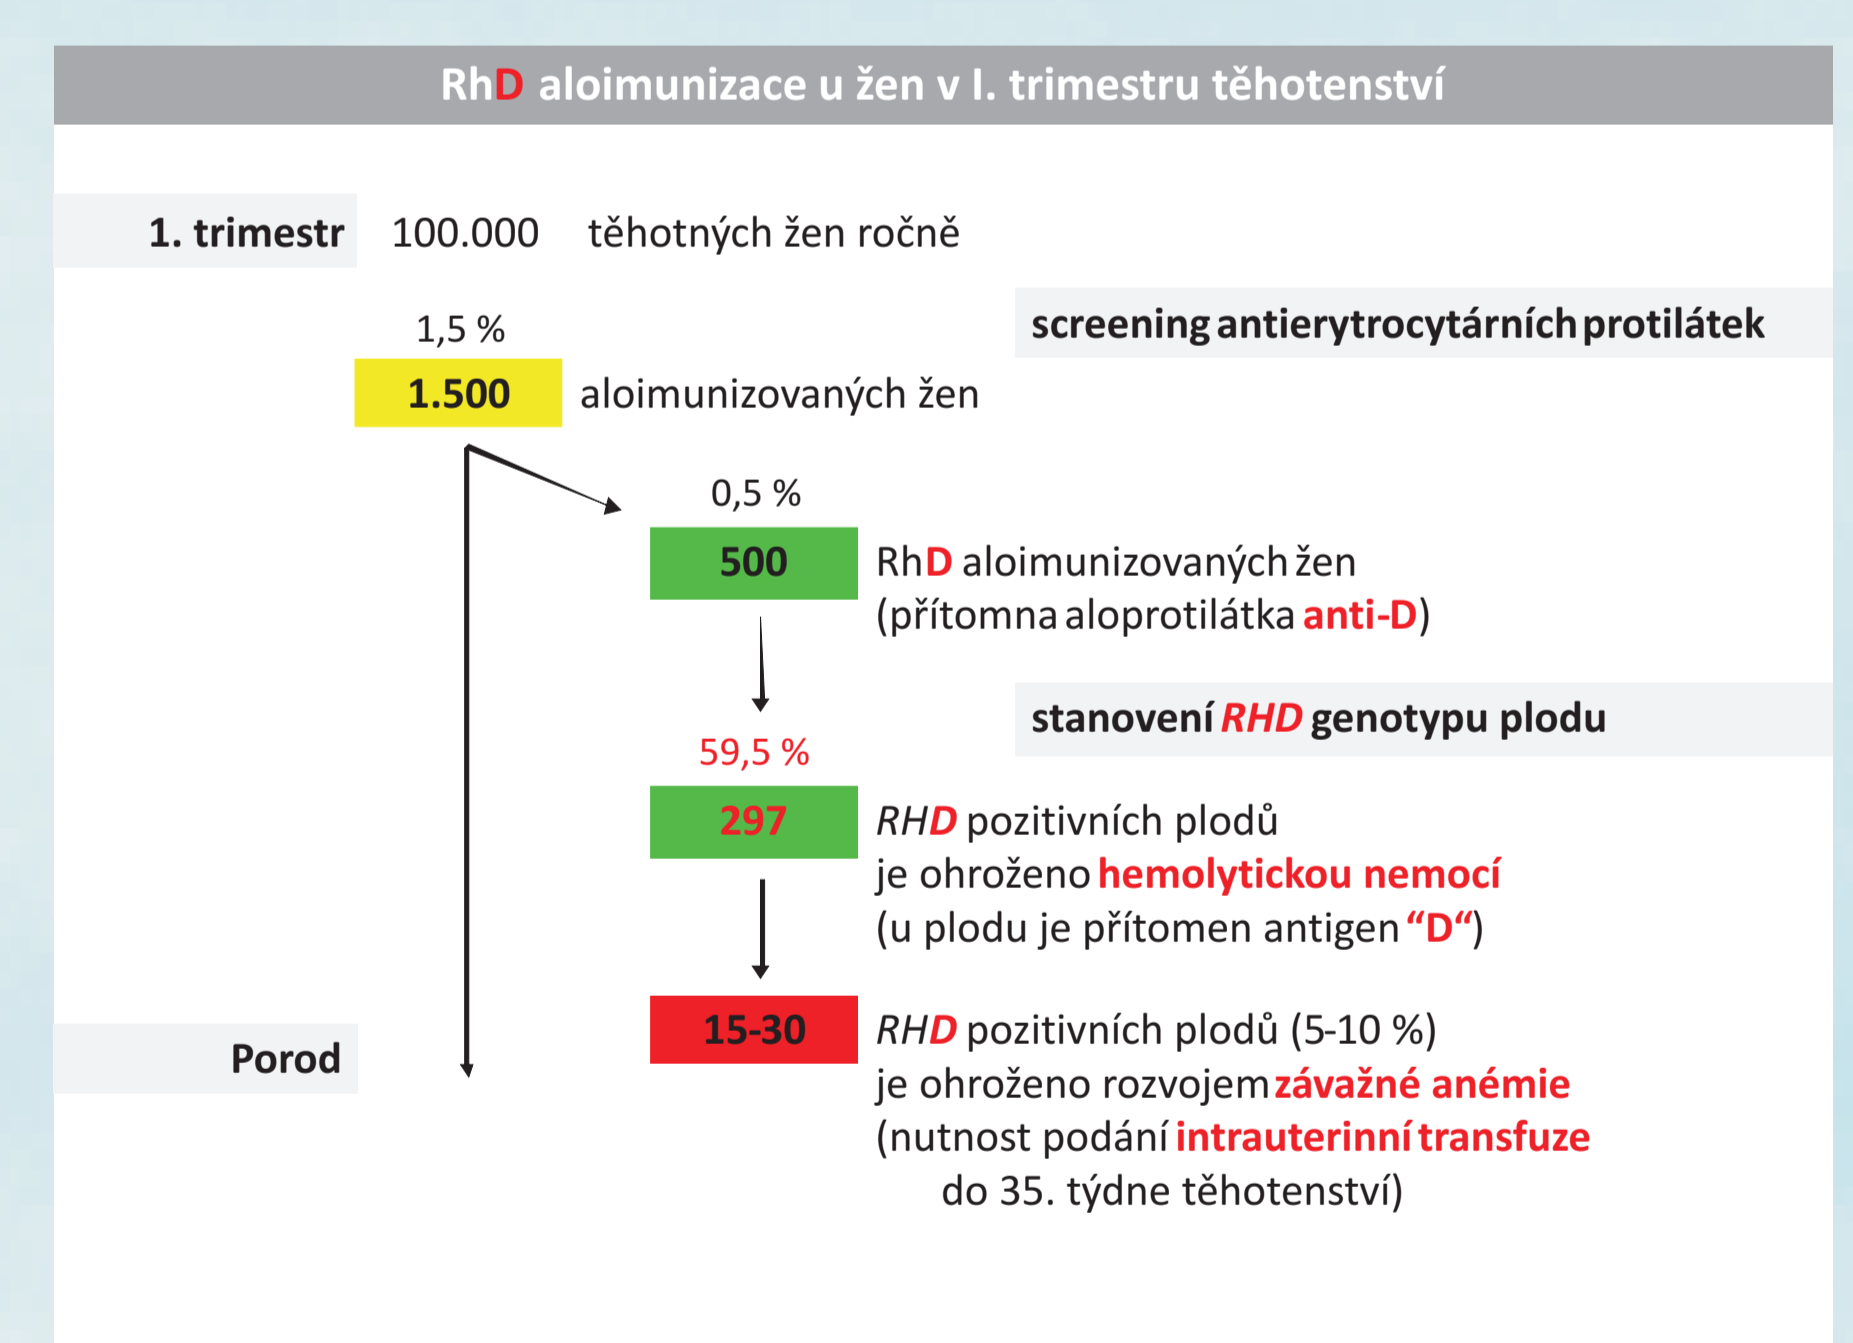 RhD aloimunizace u žen v I. trimestru těhotenství
1. trimestr 100.000 těhotných žen ročně
1,5 %
screening antierytrocytárních protilátek
1.500 aloimunizovaných žen
0,5 %
500 RhD aloimunizovaných žen
(přítomna aloprotilátka anti-D)
stanovení RHD genotypu plodu
59,5 %
297 RHD pozitivních plodů
je ohroženo hemolytickou nemocí
(u plodu je přítomen antigen “D“)
15-30 RHD pozitivních plodů (5-10 %)
Porod
je ohroženo rozvojem závažné anémie
(nutnost podání intrauterinní transfuze
do 35. týdne těhotenství)